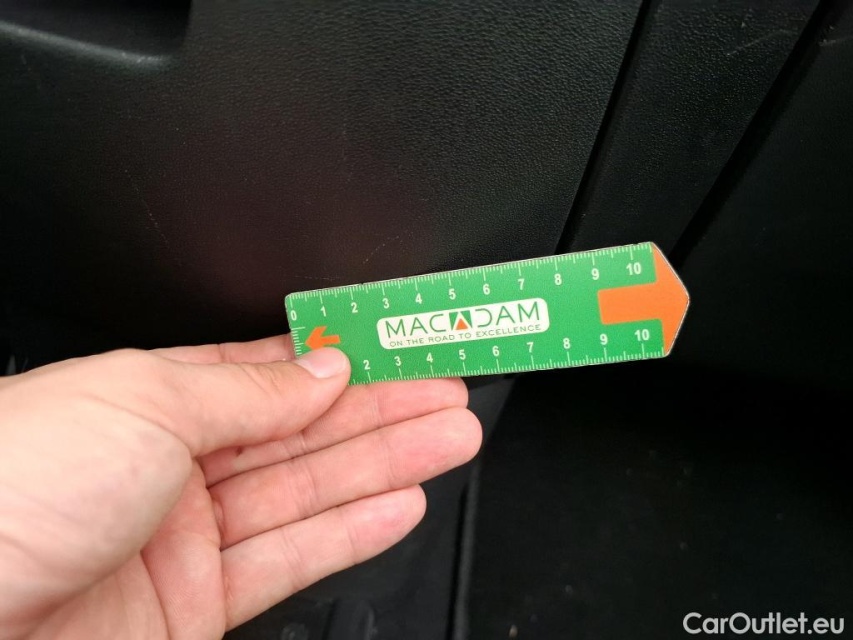 0 1 2 3 4 5 6 7 8 9 10
MACADAM
ON THE ROAD TO EXCELLENCE
2 3 4 5 6 7 8 9 10
CarOutlet.eu